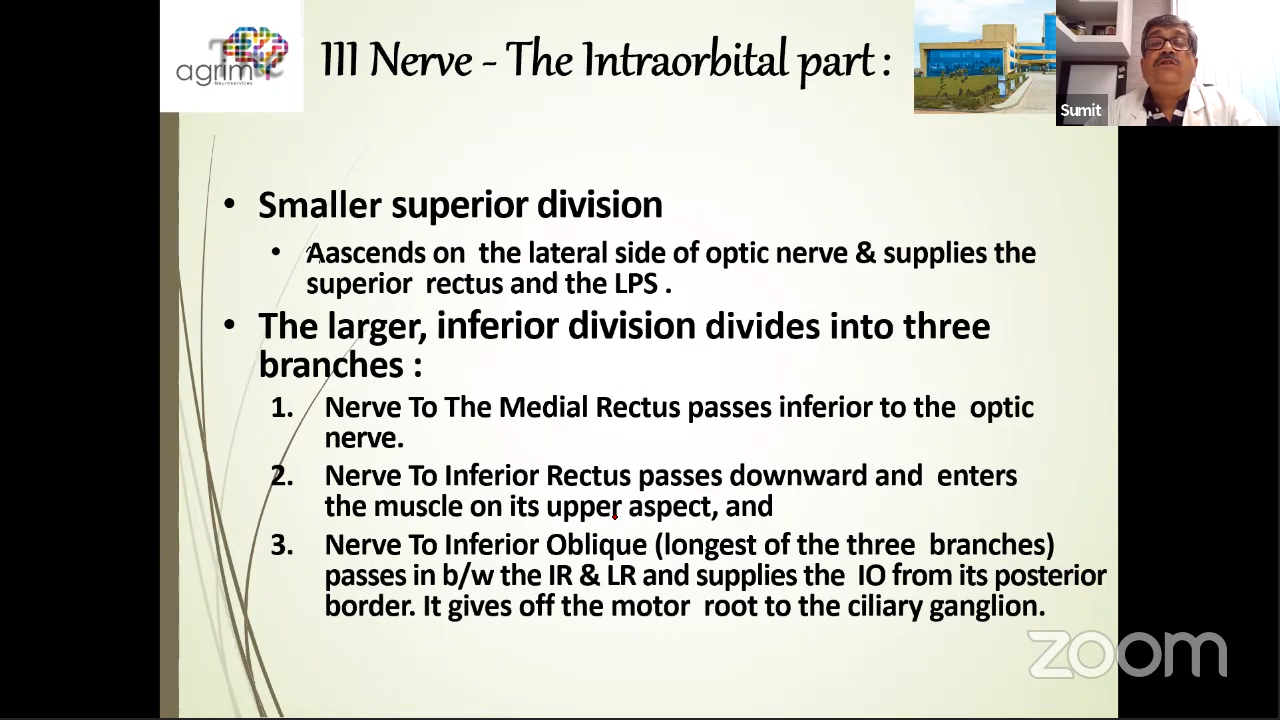 agrim
Neuroservices
III Nerve - The Intraorbital part :
Sumit
• Smaller superior division
• Aascends on the lateral side of optic nerve & supplies the
superior rectus and the LPS .
• The larger, inferior division divides into three
branches :
1. Nerve To The Medial Rectus passes inferior to the optic
nerve.
2. Nerve To Inferior Rectus passes downward and enters
the muscle on its upper aspect, and
3. Nerve To Inferior Oblique (longest of the three branches)
passes in b/w the IR & LR and supplies the IO from its posterior
border. It gives off the motor root to the ciliary ganglion.
zoom